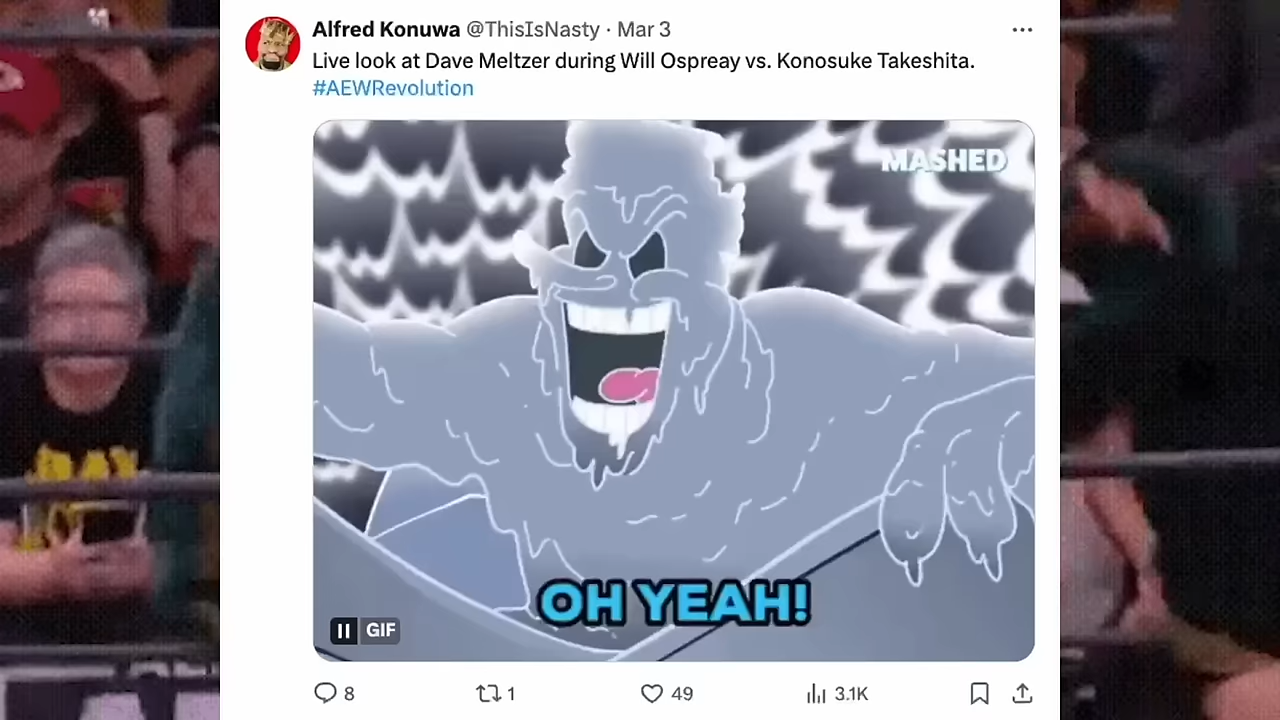 Alfred Konuwa @ThisIsNasty · Mar 3
Live look at Dave Meltzer during Will Ospreay vs. Konosuke Takeshita.
#AEWRevolution
MASHED
OH YEAH!
GIF
8 1 49 3.1K